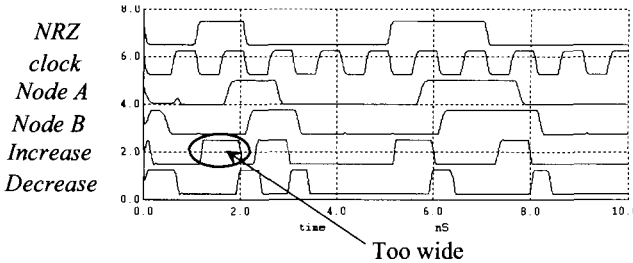 8.0
NRZ
6.0
clock
Node A
4.0
Node B
Increase
2.0
Decrease
0.0
0.0 2.0 4.0 6.0 8.0 10.0
time nS
Too wide